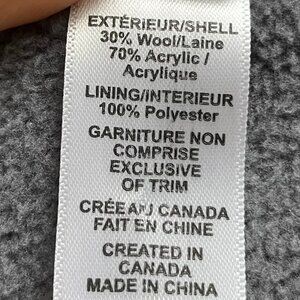 EXTÉRIEUR/SHELL
30% Wool/Laine
70% Acrylic /
Acrylique
LINING/INTERIEUR
100% Polyester
GARNITURE NON
COMPRISE
EXCLUSIVE
OF TRIM
CRÉE AU CANADA
FAIT EN CHINE
CREATED IN
CANADA
MADE IN CHINA